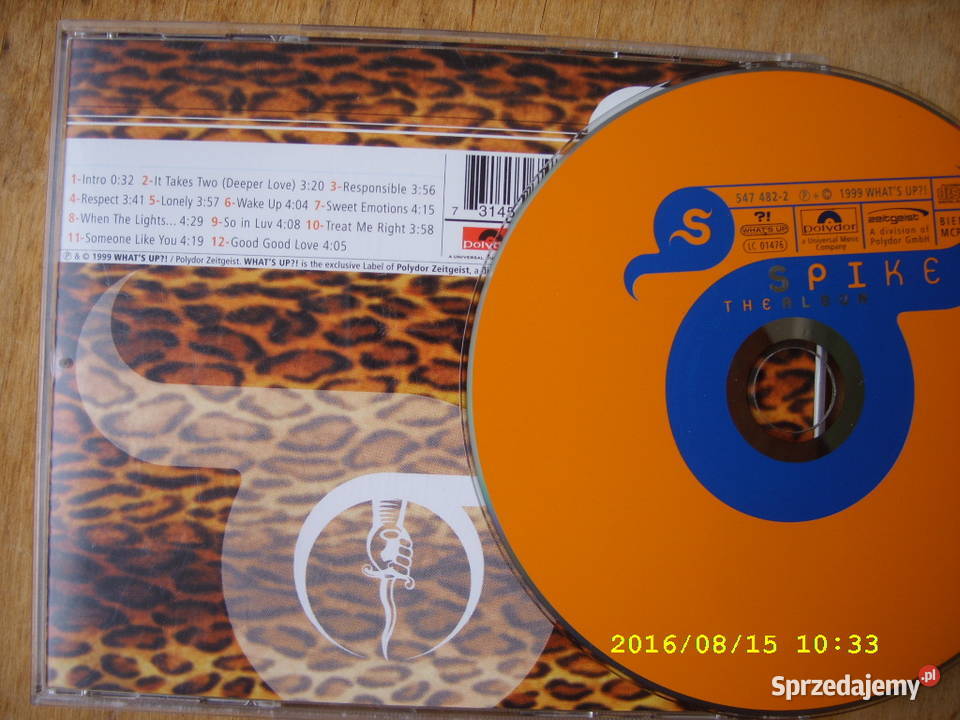 1-Intro 0:32 2-It Takes Two (Deeper Love) 3:20 3-Responsible 3:56
4-Respect 3:41 5-Lonely 3:57 6-Wake Up 4:04 7-Sweet Emotions 4:15
8-When The Lights... 4:29 9-So in Luv 4:08 10-Treat Me Right 3:58
11-Someone Like You 4:19 12-Good Good Love 4:05
℗ & © 1999 WHAT'S UP?! / Polydor Zeitgeist. WHAT'S UP?! is the exclusive Label of Polydor Zeitgeist, a
7 3145
Polydor
A UNIVERSAL
S
547 482-2 ℗+© 1999 WHAT'S UP?!
?!
WHAT'S UP
LC 01476
Polydor
a Universal Music
Company
zeitgeist
A division of
Polydor GmbH
BIEM
MCP
SPIKE
THE ALBUM
2016/08/15 10:33
Sprzedajemy.pl